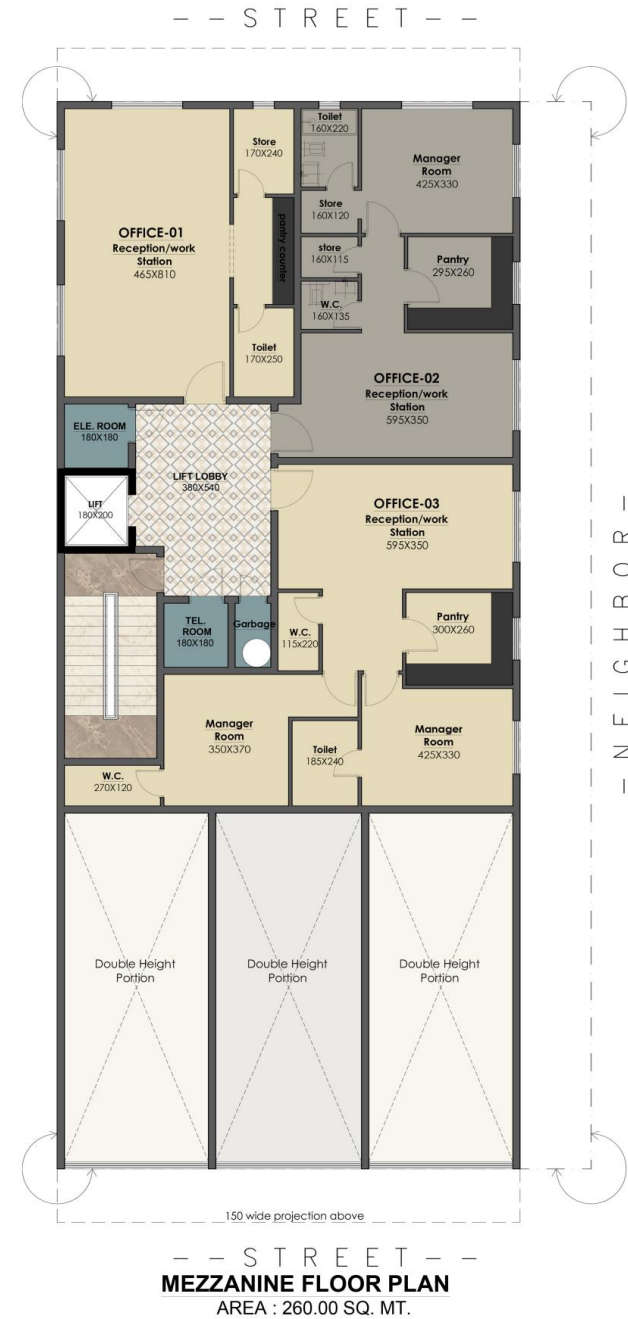 – – S T R E E T – –
Store
170X240
Toilet
160X220
Manager
Room
425X330
Store
160X120
OFFICE-01
Reception/work
Station
465X810
pantry counter
store
160X115
Pantry
295X260
W.C.
160X135
Toilet
170X250
OFFICE-02
Reception/work
Station
595X350
ELE. ROOM
180X180
LIFT LOBBY
380X540
LIFT
180X200
OFFICE-03
Reception/work
Station
595X350
TEL.
ROOM
180X180
Garbage
W.C.
115x220
Pantry
300X260
Manager
Room
350X370
Toilet
185X240
Manager
Room
425X330
W.C.
270X120
– N E I G H B O R –
Double Height
Portion
Double Height
Portion
Double Height
Portion
150 wide projection above
– – S T R E E T – –
MEZZANINE FLOOR PLAN
AREA : 260.00 SQ. MT.